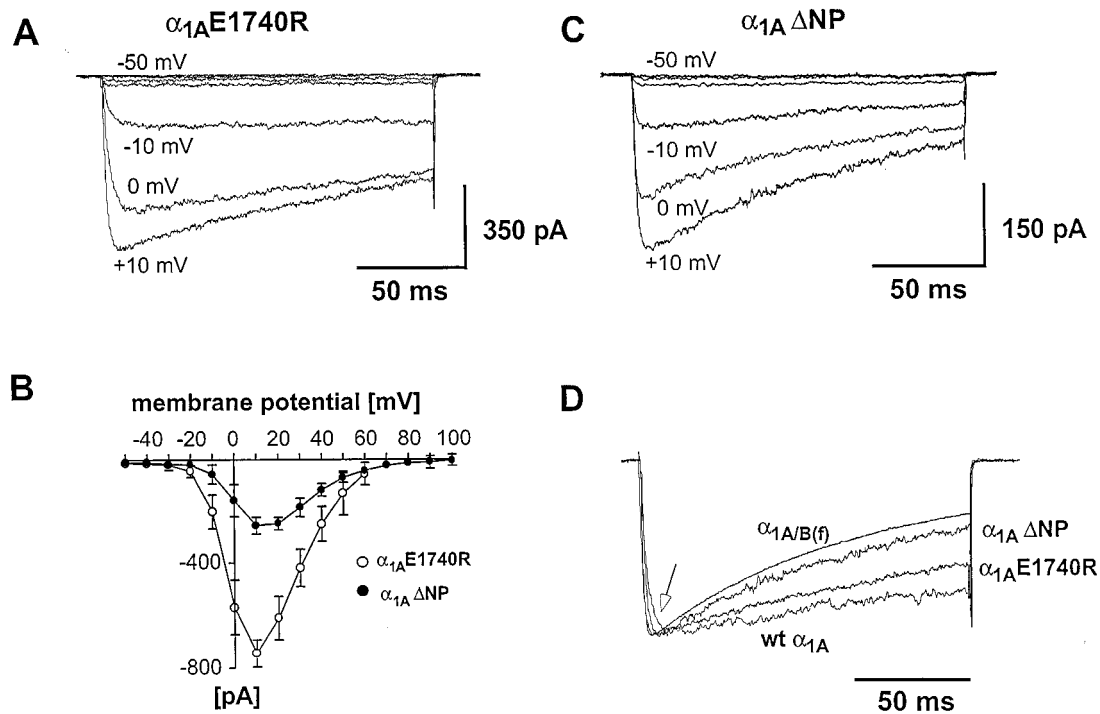 A
α1AE1740R
-50 mV
-10 mV
0 mV
+10 mV
350 pA
50 ms
C
α1A ΔNP
-50 mV
-10 mV
0 mV
+10 mV
150 pA
50 ms
B
membrane potential [mV]
-40 0 20 40 60 100
-400
-800
[pA]
α1AE1740R
α1A ΔNP
D
α1A/B(f)
α1A ΔNP
α1AE1740R
wt α1A
50 ms